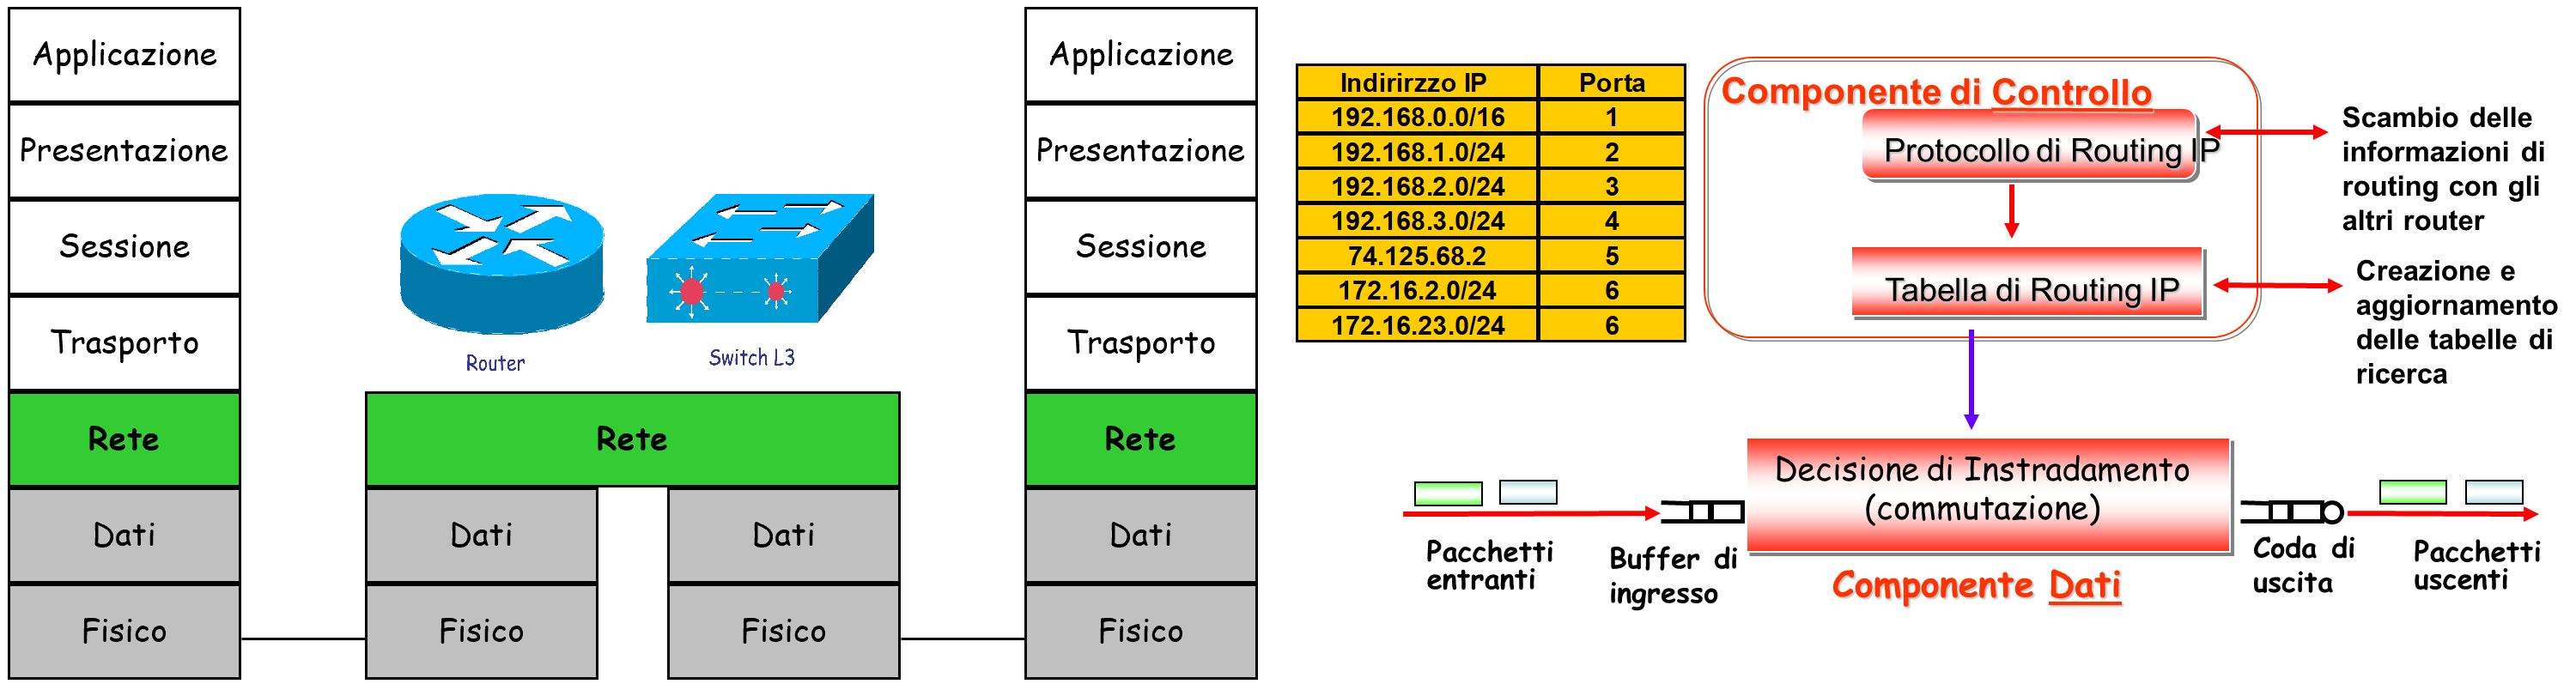 Applicazione
Presentazione
Sessione
Trasporto
Rete
Dati
Fisico
Router
Switch L3
Rete
Dati
Dati
Fisico
Fisico
Applicazione
Presentazione
Sessione
Trasporto
Rete
Dati
Fisico
Indirirzzo IP Porta
192.168.0.0/16 1
192.168.1.0/24 2
192.168.2.0/24 3
192.168.3.0/24 4
74.125.68.2 5
172.16.2.0/24 6
172.16.23.0/24 6
Componente di Controllo
Protocollo di Routing IP
Tabella di Routing IP
Scambio delle
informazioni di
routing con gli
altri router
Creazione e
aggiornamento
delle tabelle di
ricerca
Decisione di Instradamento
(commutazione)
Pacchetti
entranti
Buffer di
ingresso
Componente Dati
Coda di
uscita
Pacchetti
uscenti